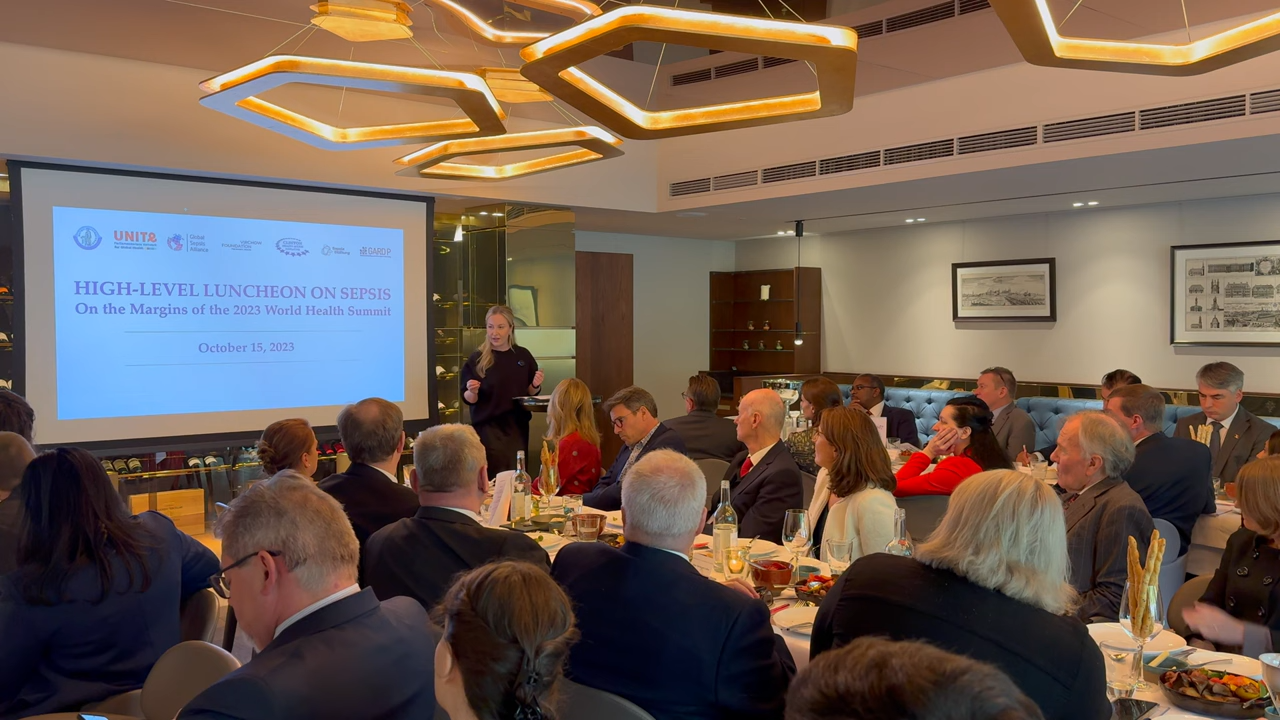 UNITE
Global
Sepsis
Alliance
FOUNDATION
HIGH-LEVEL LUNCHEON ON SEPSIS
On the Margins of the 2023 World Health Summit
October 15, 2023